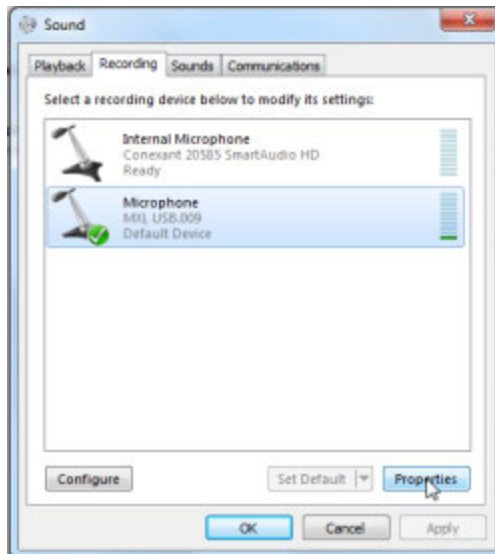 Sound
Playback Recording Sounds Communications
Select a recording device below to modify its settings:
Internal Microphone
Conexant 20585 SmartAudio HD
Ready
Microphone
MXL USB.009
Default Device
Configure Set Default Properties
OK Cancel Apply